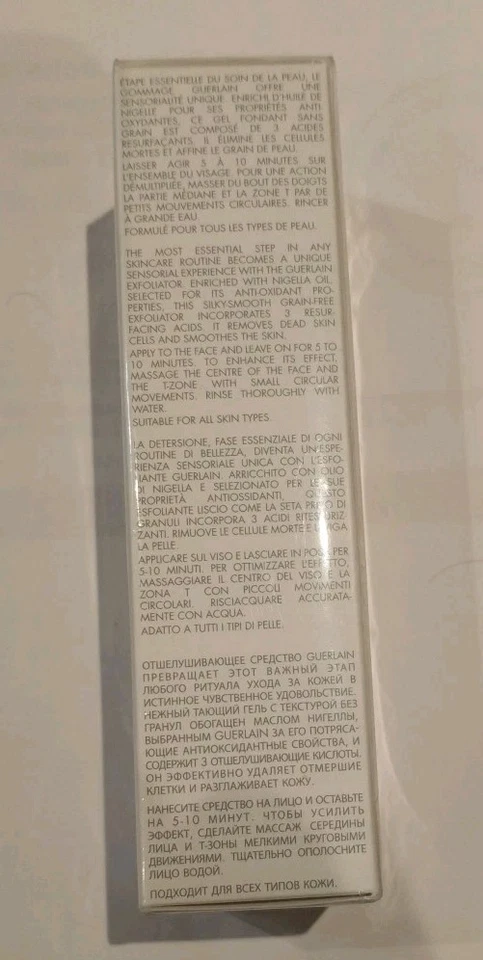 ÉTAPE ESSENTIELLE DU SOIN DE LA PEAU, LE
GOMMAGE GUERLAIN OFFRE UNE
SENSORIALITÉ UNIQUE. ENRICHI D'HUILE DE
NIGELLE POUR SES PROPRIÉTÉS ANTI-
OXYDANTES, CE GEL FONDANT SANS
GRAIN EST COMPOSÉ DE 3 ACIDES
RESURFAÇANTS. IL ÉLIMINE LES CELLULES
MORTES ET AFFINE LE GRAIN DE PEAU.
LAISSER AGIR 5 À 10 MINUTES SUR
L'ENSEMBLE DU VISAGE. POUR UNE ACTION
DÉMULTIPLIÉE, MASSER DU BOUT DES DOIGTS
LA PARTIE MÉDIANE ET LA ZONE T PAR DE
PETITS MOUVEMENTS CIRCULAIRES. RINCER
À GRANDE EAU.
FORMULÉ POUR TOUS LES TYPES DE PEAU.
THE MOST ESSENTIAL STEP IN ANY
SKINCARE ROUTINE BECOMES A UNIQUE
SENSORIAL EXPERIENCE WITH THE GUERLAIN
EXFOLIATOR. ENRICHED WITH NIGELLA OIL,
SELECTED FOR ITS ANTI-OXIDANT PRO-
PERTIES, THIS SILKY-SMOOTH GRAIN-FREE
EXFOLIATOR INCORPORATES 3 RESUR-
FACING ACIDS. IT REMOVES DEAD SKIN
CELLS AND SMOOTHES THE SKIN.
APPLY TO THE FACE AND LEAVE ON FOR 5 TO
10 MINUTES. TO ENHANCE ITS EFFECT,
MASSAGE THE CENTRE OF THE FACE AND
THE T-ZONE WITH SMALL CIRCULAR
MOVEMENTS. RINSE THOROUGHLY WITH
WATER.
SUITABLE FOR ALL SKIN TYPES.
LA DETERSIONE, FASE ESSENZIALE DI OGNI
ROUTINE DI BELLEZZA, DIVENTA UN'ESPE-
RIENZA SENSORIALE UNICA CON L'ESFO-
LIANTE GUERLAIN. ARRICCHITO CON OLIO
DI NIGELLA E SELEZIONATO PER LE SUE
PROPRIETÀ ANTIOSSIDANTI, QUESTO
ESFOLIANTE LISCIO COME LA SETA PRIVO DI
GRANULI INCORPORA 3 ACIDI RITESTURIZ-
ZANTI. RIMUOVE LE CELLULE MORTE E LEVIGA
LA PELLE.
APPLICARE SUL VISO E LASCIARE IN POSA PER
5-10 MINUTI. PER OTTIMIZZARE L'EFFETTO,
MASSAGGIARE IL CENTRO DEL VISO E LA
ZONA T CON PICCOLI MOVIMENTI
CIRCOLARI. RISCIACQUARE ACCURATA-
MENTE CON ACQUA.
ADATTO A TUTTI I TIPI DI PELLE.
ОТШЕЛУШИВАЮЩЕЕ СРЕДСТВО GUERLAIN
ПРЕВРАЩАЕТ ЭТОТ ВАЖНЫЙ ЭТАП
ЛЮБОГО РИТУАЛА УХОДА ЗА КОЖЕЙ В
ИСТИННОЕ ЧУВСТВЕННОЕ УДОВОЛЬСТВИЕ.
НЕЖНЫЙ ТАЮЩИЙ ГЕЛЬ С ТЕКСТУРОЙ БЕЗ
ГРАНУЛ ОБОГАЩЕН МАСЛОМ НИГЕЛЛЫ,
ВЫБРАННЫМ GUERLAIN ЗА ЕГО ПОТРЯСА-
ЮЩИЕ АНТИОКСИДАНТНЫЕ СВОЙСТВА, И
СОДЕРЖИТ 3 ОТШЕЛУШИВАЮЩИЕ КИСЛОТЫ.
ОН ЭФФЕКТИВНО УДАЛЯЕТ ОТМЕРШИЕ
КЛЕТКИ И РАЗГЛАЖИВАЕТ КОЖУ.
НАНЕСИТЕ СРЕДСТВО НА ЛИЦО И ОСТАВЬТЕ
НА 5-10 МИНУТ. ЧТОБЫ УСИЛИТЬ
ЭФФЕКТ, СДЕЛАЙТЕ МАССАЖ СЕРЕДИНЫ
ЛИЦА И Т-ЗОНЫ МЕЛКИМИ КРУГОВЫМИ
ДВИЖЕНИЯМИ. ТЩАТЕЛЬНО ОПОЛОСНИТЕ
ЛИЦО ВОДОЙ.
ПОДХОДИТ ДЛЯ ВСЕХ ТИПОВ КОЖИ.